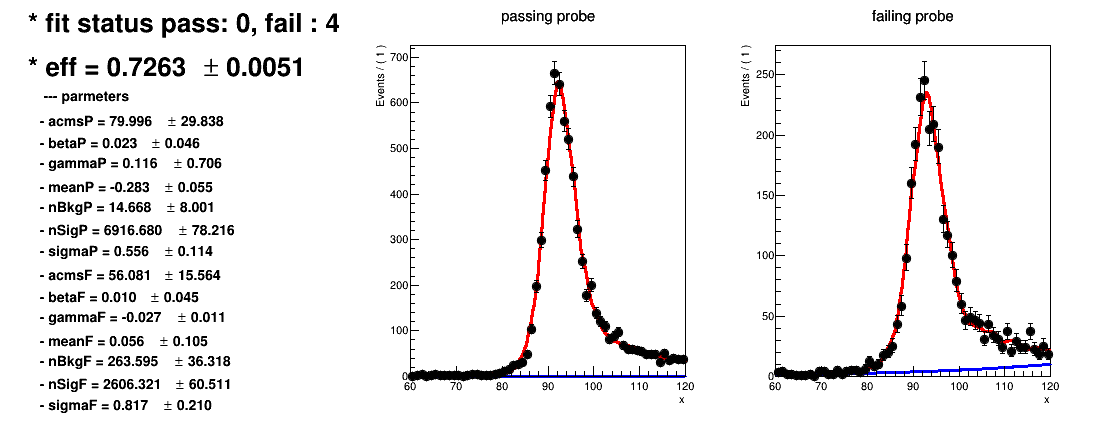 * fit status pass: 0, fail : 4
* eff = 0.7263 ± 0.0051
--- parmeters
- acmsP = 79.996 ± 29.838
- betaP = 0.023 ± 0.046
- gammaP = 0.116 ± 0.706
- meanP = -0.283 ± 0.055
- nBkgP = 14.668 ± 8.001
- nSigP = 6916.680 ± 78.216
- sigmaP = 0.556 ± 0.114
- acmsF = 56.081 ± 15.564
- betaF = 0.010 ± 0.045
- gammaF = -0.027 ± 0.011
- meanF = 0.056 ± 0.105
- nBkgF = 263.595 ± 36.318
- nSigF = 2606.321 ± 60.511
- sigmaF = 0.817 ± 0.210
passing probe
Events / ( 1 )
700
600
500
400
300
200
100
0
60 70 80 90 100 110 120
x
failing probe
Events / ( 1 )
250
200
150
100
50
0
60 70 80 90 100 110 120
x